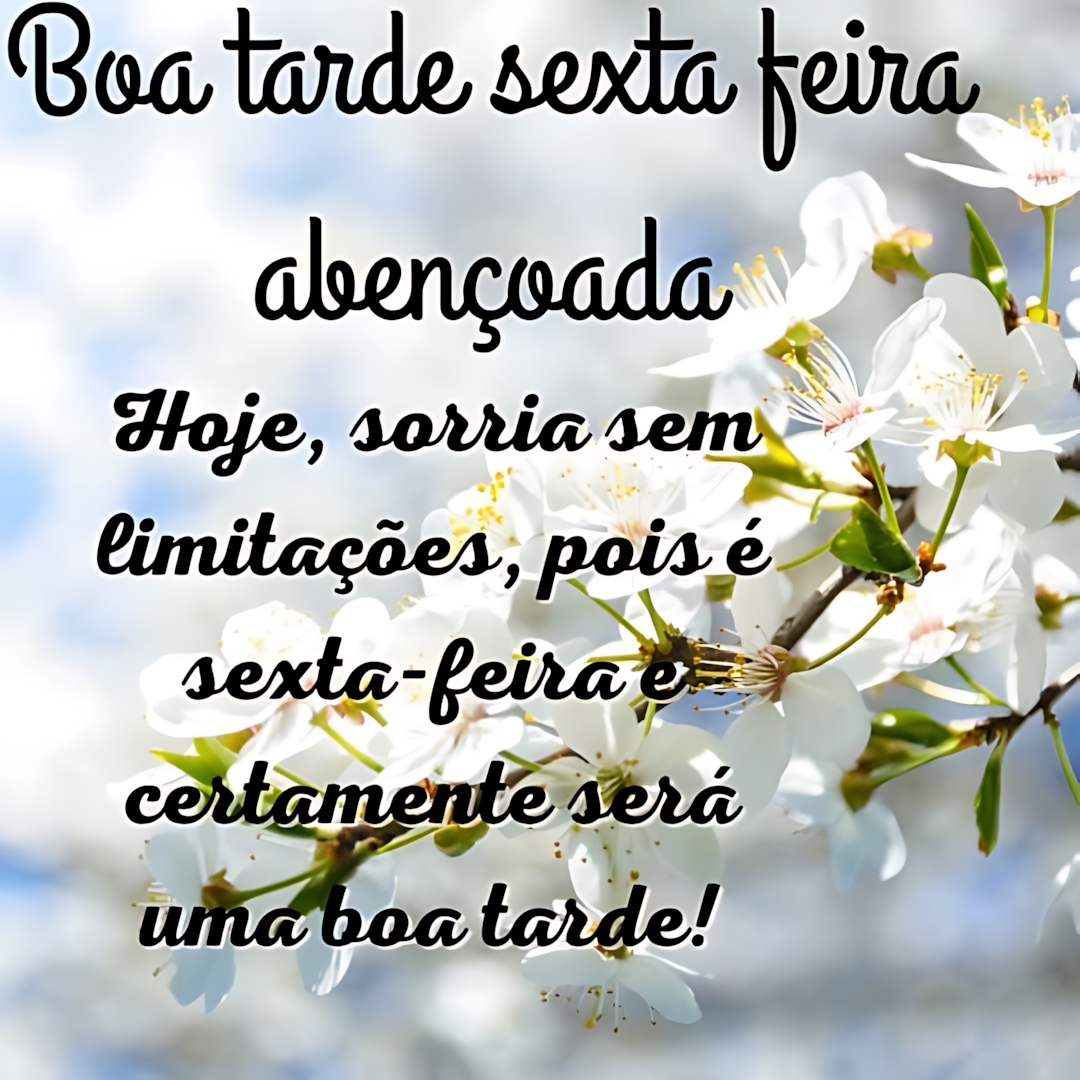 Boa tarde sexta feira
abençoada
Hoje, sorria sem
limitações, pois é
sexta-feira e
certamente será
uma boa tarde!